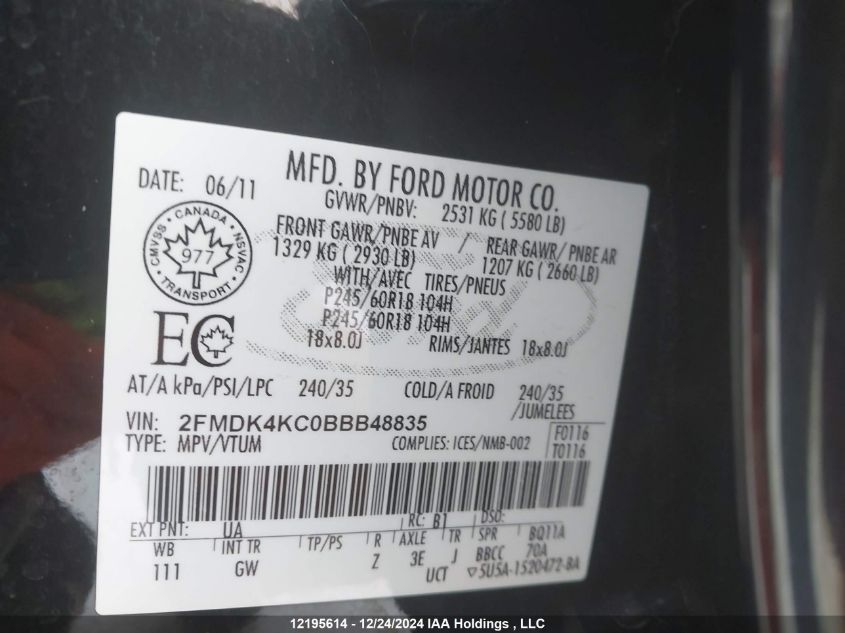 MFD. BY FORD MOTOR CO.
DATE: 06/11
GVWR/PNBV: 2531 KG ( 5580 LB)
FRONT GAWR/PNBE AV / REAR GAWR/ PNBE AR
1329 KG ( 2930 LB) 1207 KG ( 2660 LB)
WITH/AVEC TIRES/PNEUS
P245/60R18 104H
P245/60R18 104H
18x8.0J RIMS/JANTES 18x8.0J
CANADA
CMVSS NSVAC
977
TRANSPORT
EC
AT/A kPa/PSI/LPC 240/35 COLD/A FROID 240/35
/JUMELEES
VIN: 2FMDK4KC0BBB48835
TYPE: MPV/VTUM COMPLIES: ICES/NMB-002
F0116
T0116
EXT PNT: UA RC: B1 DSO:
WB INT TR TP/PS R AXLE TR SPR BQ11A
111 GW Z 3E J BBCC 70A
UCT ▽5U5A-1520472-BA
12195614 - 12/24/2024 IAA Holdings , LLC